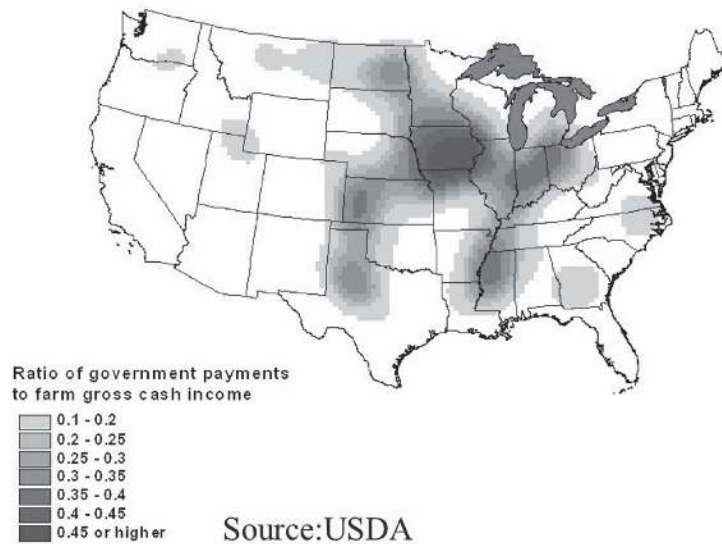 Ratio of government payments
to farm gross cash income
0.1 - 0.2
0.2 - 0.25
0.25 - 0.3
0.3 - 0.35
0.35 - 0.4
0.4 - 0.45
0.45 or higher
Source:USDA